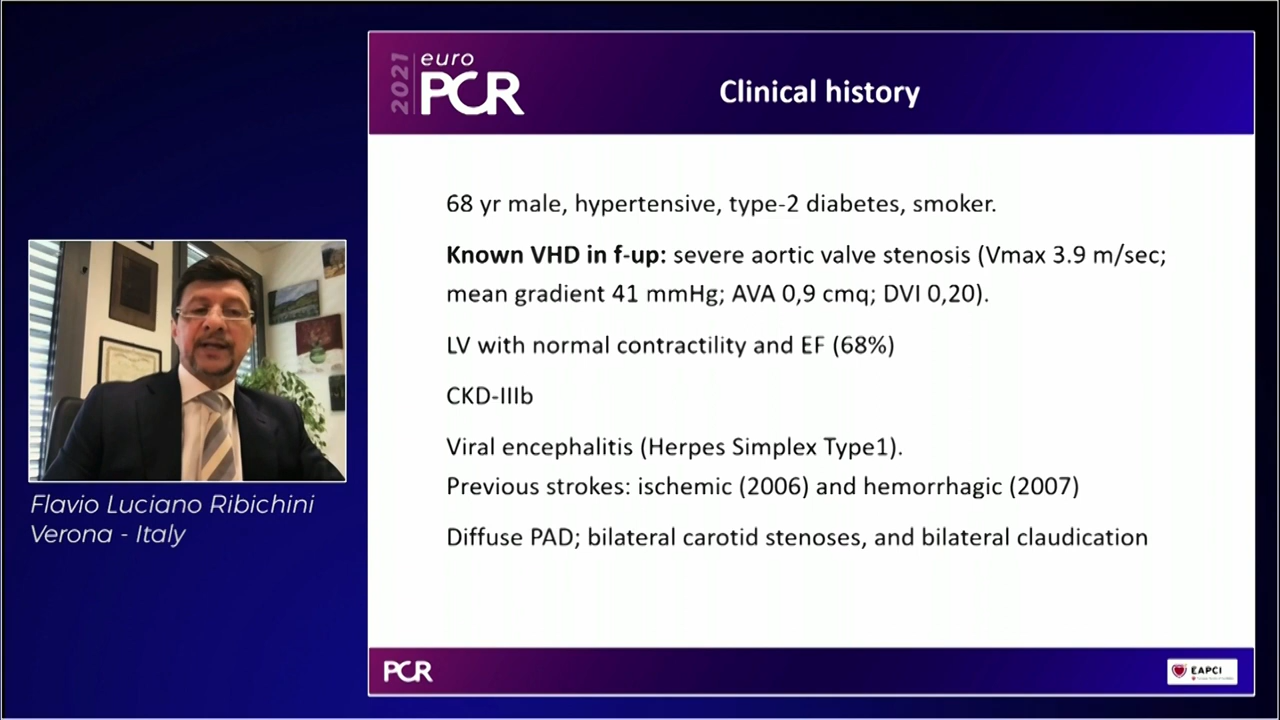 2021
euro
PCR
Clinical history
68 yr male, hypertensive, type-2 diabetes, smoker.
Known VHD in f-up: severe aortic valve stenosis (Vmax 3.9 m/sec;
mean gradient 41 mmHg; AVA 0,9 cmq; DVI 0,20).
LV with normal contractility and EF (68%)
CKD-IIIb
Viral encephalitis (Herpes Simplex Type1).
Previous strokes: ischemic (2006) and hemorrhagic (2007)
Diffuse PAD; bilateral carotid stenoses, and bilateral claudication
Flavio Luciano Ribichini
Verona - Italy
PCR
EAPCI